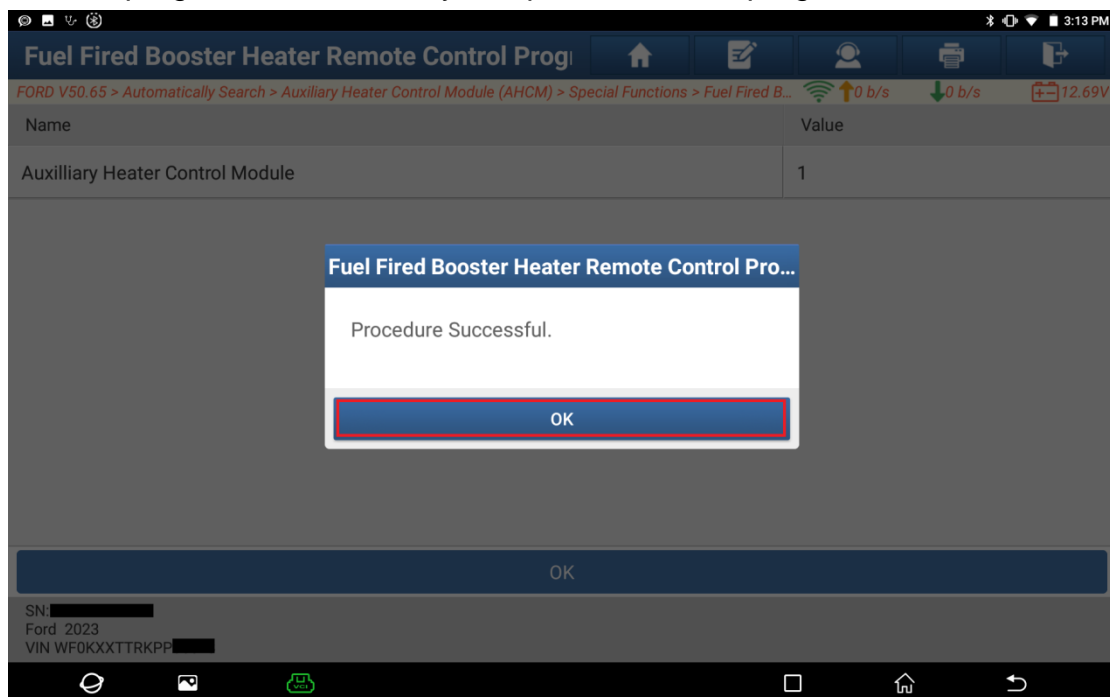 3:13 PM
Fuel Fired Booster Heater Remote Control Progr
FORD V50.65 > Automatically Search > Auxiliary Heater Control Module (AHCM) > Special Functions > Fuel Fired B... 0 b/s 0 b/s 12.69V
Name Value
Auxilliary Heater Control Module 1
Fuel Fired Booster Heater Remote Control Pro...
Procedure Successful.
OK
OK
SN:
Ford 2023
VIN WF0KXXTTRKPP
VCI